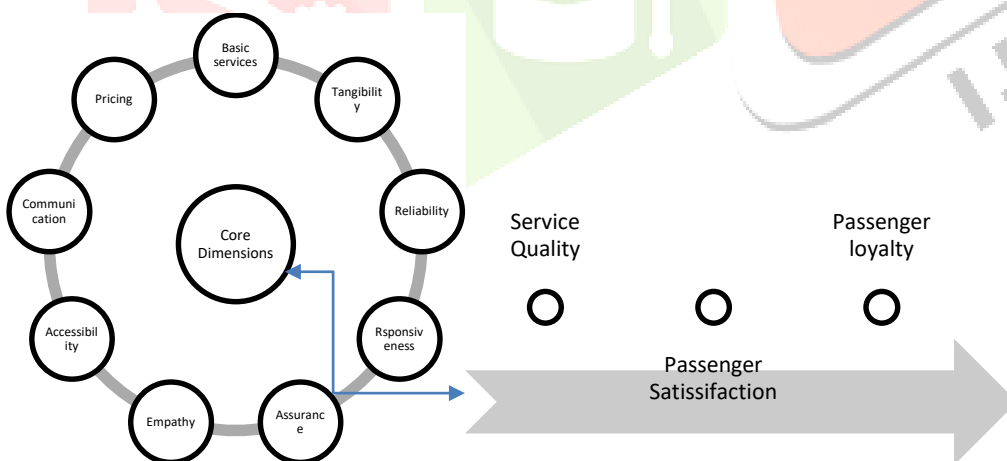 Basic
services
Tangibilit
y
Reliability
Rsponsiv
eness
Assuranc
e
Empathy
Accessibil
ity
Communi
cation
Pricing
Core
Dimensions
Service
Quality
Passenger
Satissifaction
Passenger
loyalty